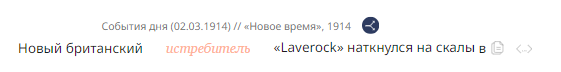 События дня (02.03.1914) // «Новое время», 1914
Новый британский истребитель «Laverock» наткнулся на скалы в